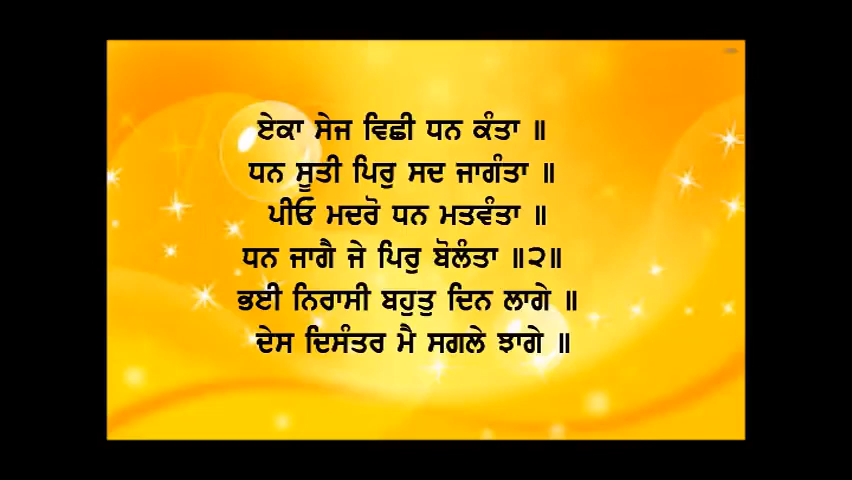 ਏਕਾ ਸੇਜ ਵਿਛੀ ਧਨ ਕੰਤਾ ॥
ਧਨ ਸੂਤੀ ਪਿਰੁ ਸਦ ਜਾਗੰਤਾ ॥
ਪੀਓ ਮਦਰੋ ਧਨ ਮਤਵੰਤਾ ॥
ਧਨ ਜਾਗੈ ਜੇ ਪਿਰੁ ਬੋਲੰਤਾ ॥੨॥
ਭਈ ਨਿਰਾਸੀ ਬਹੁਤੁ ਦਿਨ ਲਾਗੇ ॥
ਦੇਸ ਦਿਸੰਤਰ ਮੈ ਸਗਲੇ ਝਾਗੇ ॥